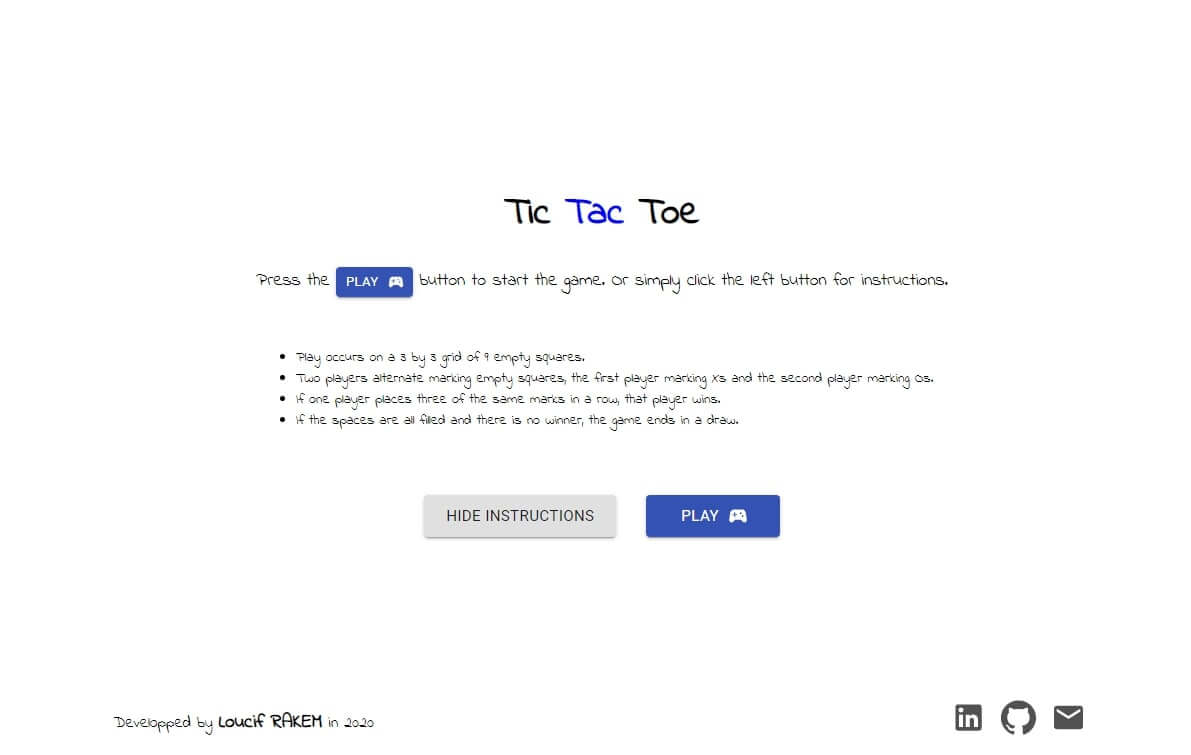 Tic Tac Toe
Press the PLAY button to start the game. Or simply click the left button for instructions.
Play occurs on a 3 by 3 grid of 9 empty squares.
Two players alternate marking empty squares, the first player marking Xs and the second player marking Os.
If one player places three of the same marks in a row, that player wins.
If the spaces are all filled and there is no winner, the game ends in a draw.
HIDE INSTRUCTIONS PLAY
Developped by Loucif RAKEM in 2020 in